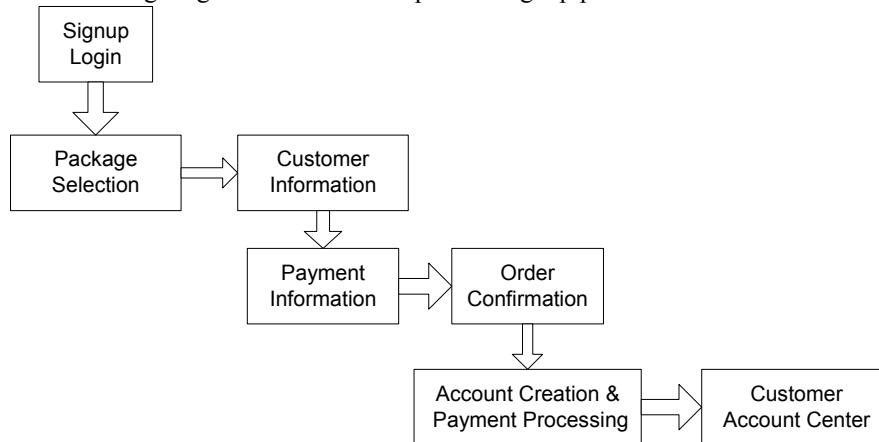 Signup
Login
Package
Selection
Customer
Information
Payment
Information
Order
Confirmation
Account Creation &
Payment Processing
Customer
Account Center